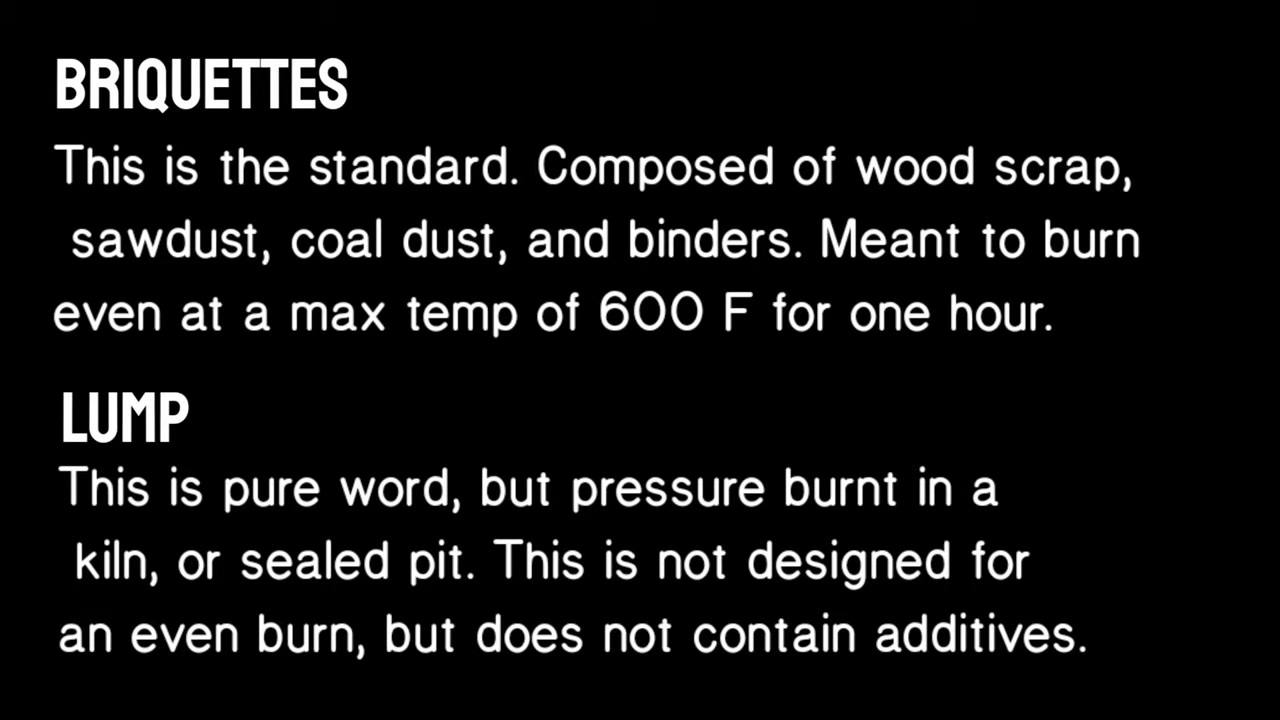 BRIQUETTES
This is the standard. Composed of wood scrap,
sawdust, coal dust, and binders. Meant to burn
even at a max temp of 600 F for one hour.
LUMP
This is pure word, but pressure burnt in a
kiln, or sealed pit. This is not designed for
an even burn, but does not contain additives.